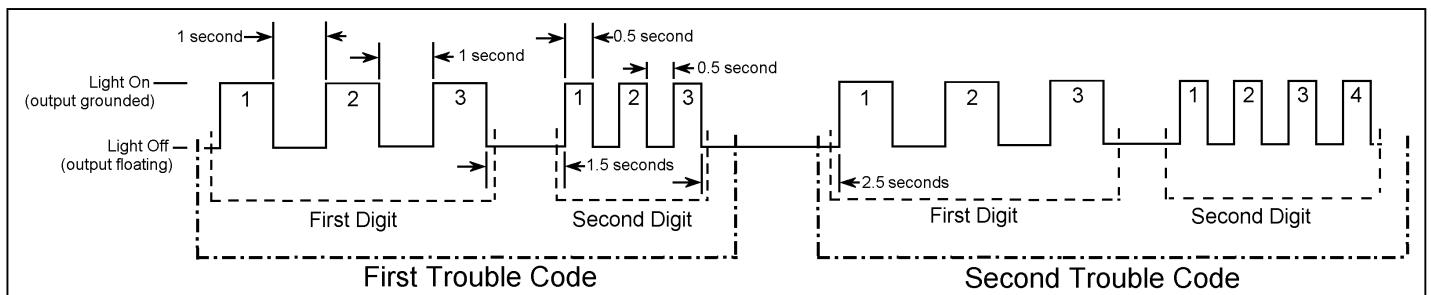 1 second
1 second
0.5 second
0.5 second
Light On
(output grounded)
1 2 3 1 2 3 1 2 3 1 2 3 4
Light Off
(output floating)
1.5 seconds
2.5 seconds
First Digit
Second Digit
First Digit
Second Digit
First Trouble Code
Second Trouble Code